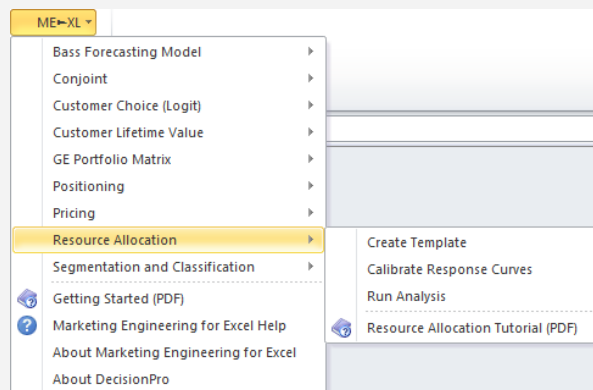 ME►XL
Bass Forecasting Model
Conjoint
Customer Choice (Logit)
Customer Lifetime Value
GE Portfolio Matrix
Positioning
Pricing
Resource Allocation
Segmentation and Classification
Getting Started (PDF)
Marketing Engineering for Excel Help
About Marketing Engineering for Excel
About DecisionPro
Create Template
Calibrate Response Curves
Run Analysis
Resource Allocation Tutorial (PDF)